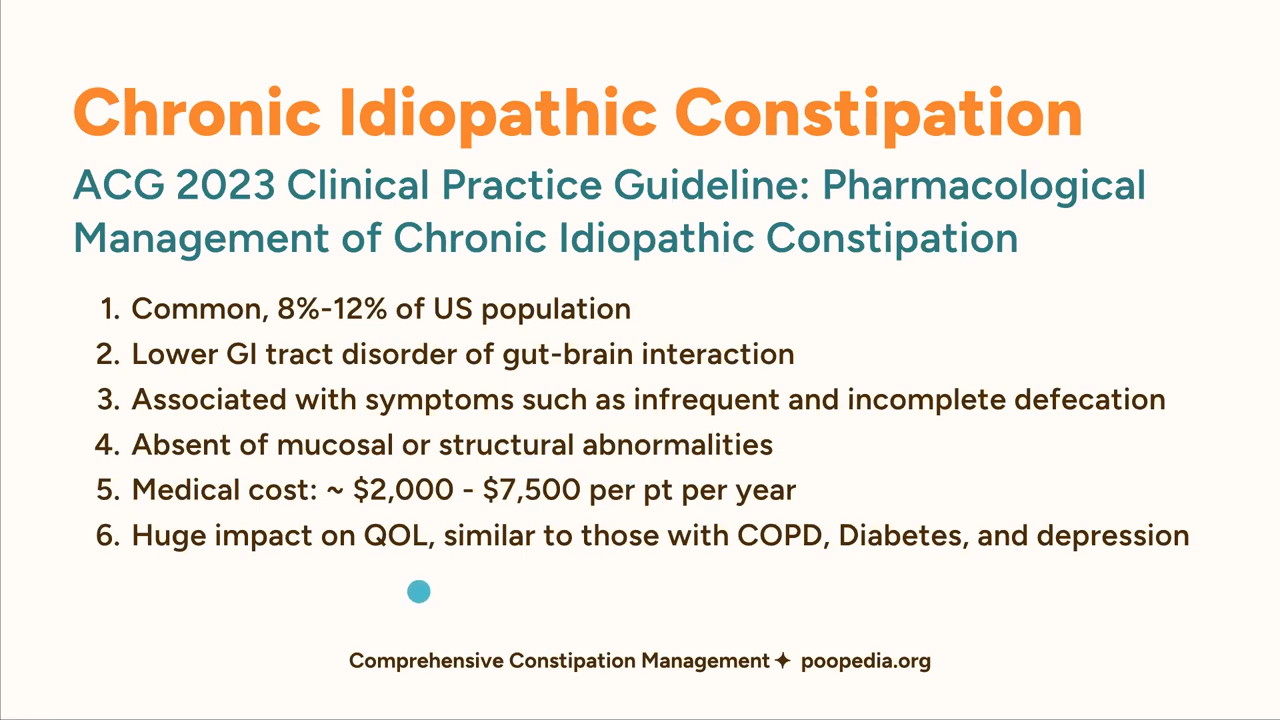 Chronic Idiopathic Constipation
ACG 2023 Clinical Practice Guideline: Pharmacological
Management of Chronic Idiopathic Constipation
1. Common, 8%-12% of US population
2. Lower GI tract disorder of gut-brain interaction
3. Associated with symptoms such as infrequent and incomplete defecation
4. Absent of mucosal or structural abnormalities
5. Medical cost: ~ $2,000 - $7,500 per pt per year
6. Huge impact on QOL, similar to those with COPD, Diabetes, and depression
Comprehensive Constipation Management ✦ poopedia.org